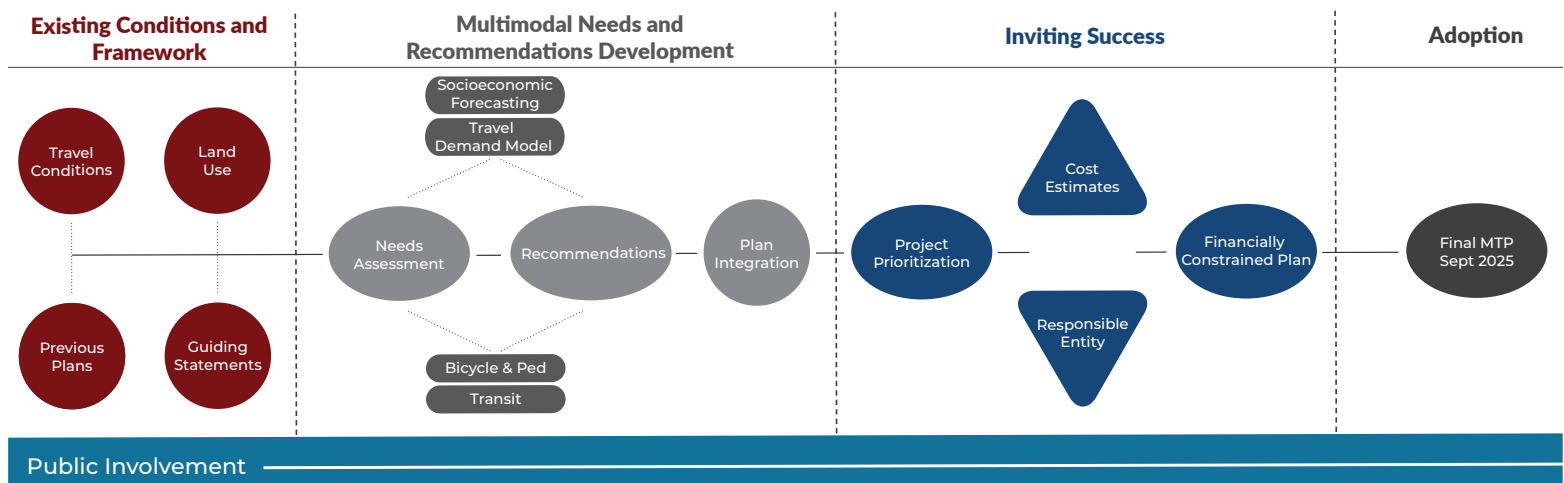 Existing Conditions and
Framework
Multimodal Needs and
Recommendations Development
Inviting Success
Adoption
Travel
Conditions
Land
Use
Previous
Plans
Guiding
Statements
Socioeconomic
Forecasting
Travel
Demand Model
Needs
Assessment
Recommendations
Plan
Integration
Bicycle & Ped
Transit
Project
Prioritization
Cost
Estimates
Responsible
Entity
Financially
Constrained Plan
Final MTP
Sept 2025
Public Involvement